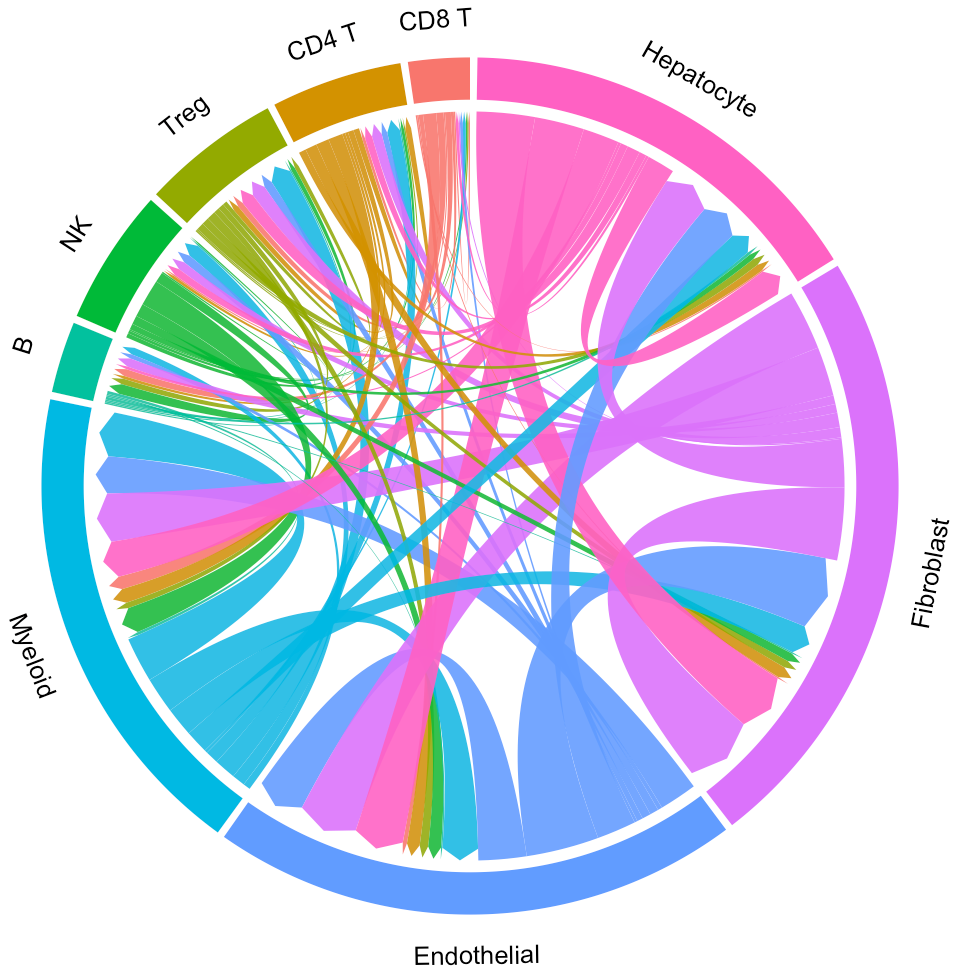 CD8 T
CD4 T
Hepatocyte
Treg
NK
B
Fibroblast
Myeloid
Endothelial